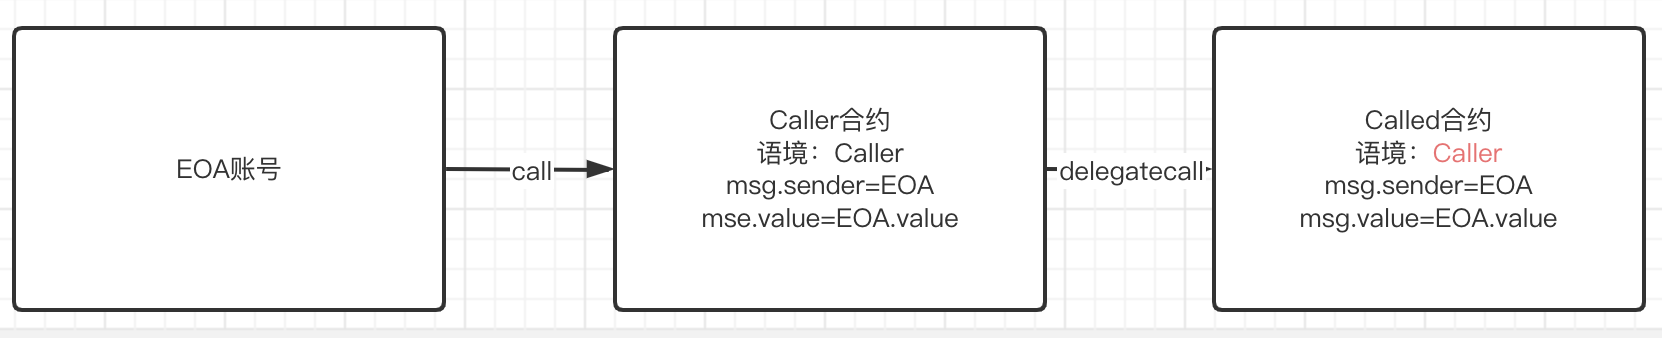 EOA账号
call
Caller合约
语境：Caller
msg.sender=EOA
mse.value=EOA.value
delegatecall
Called合约
语境：Caller
msg.sender=EOA
msg.value=EOA.value